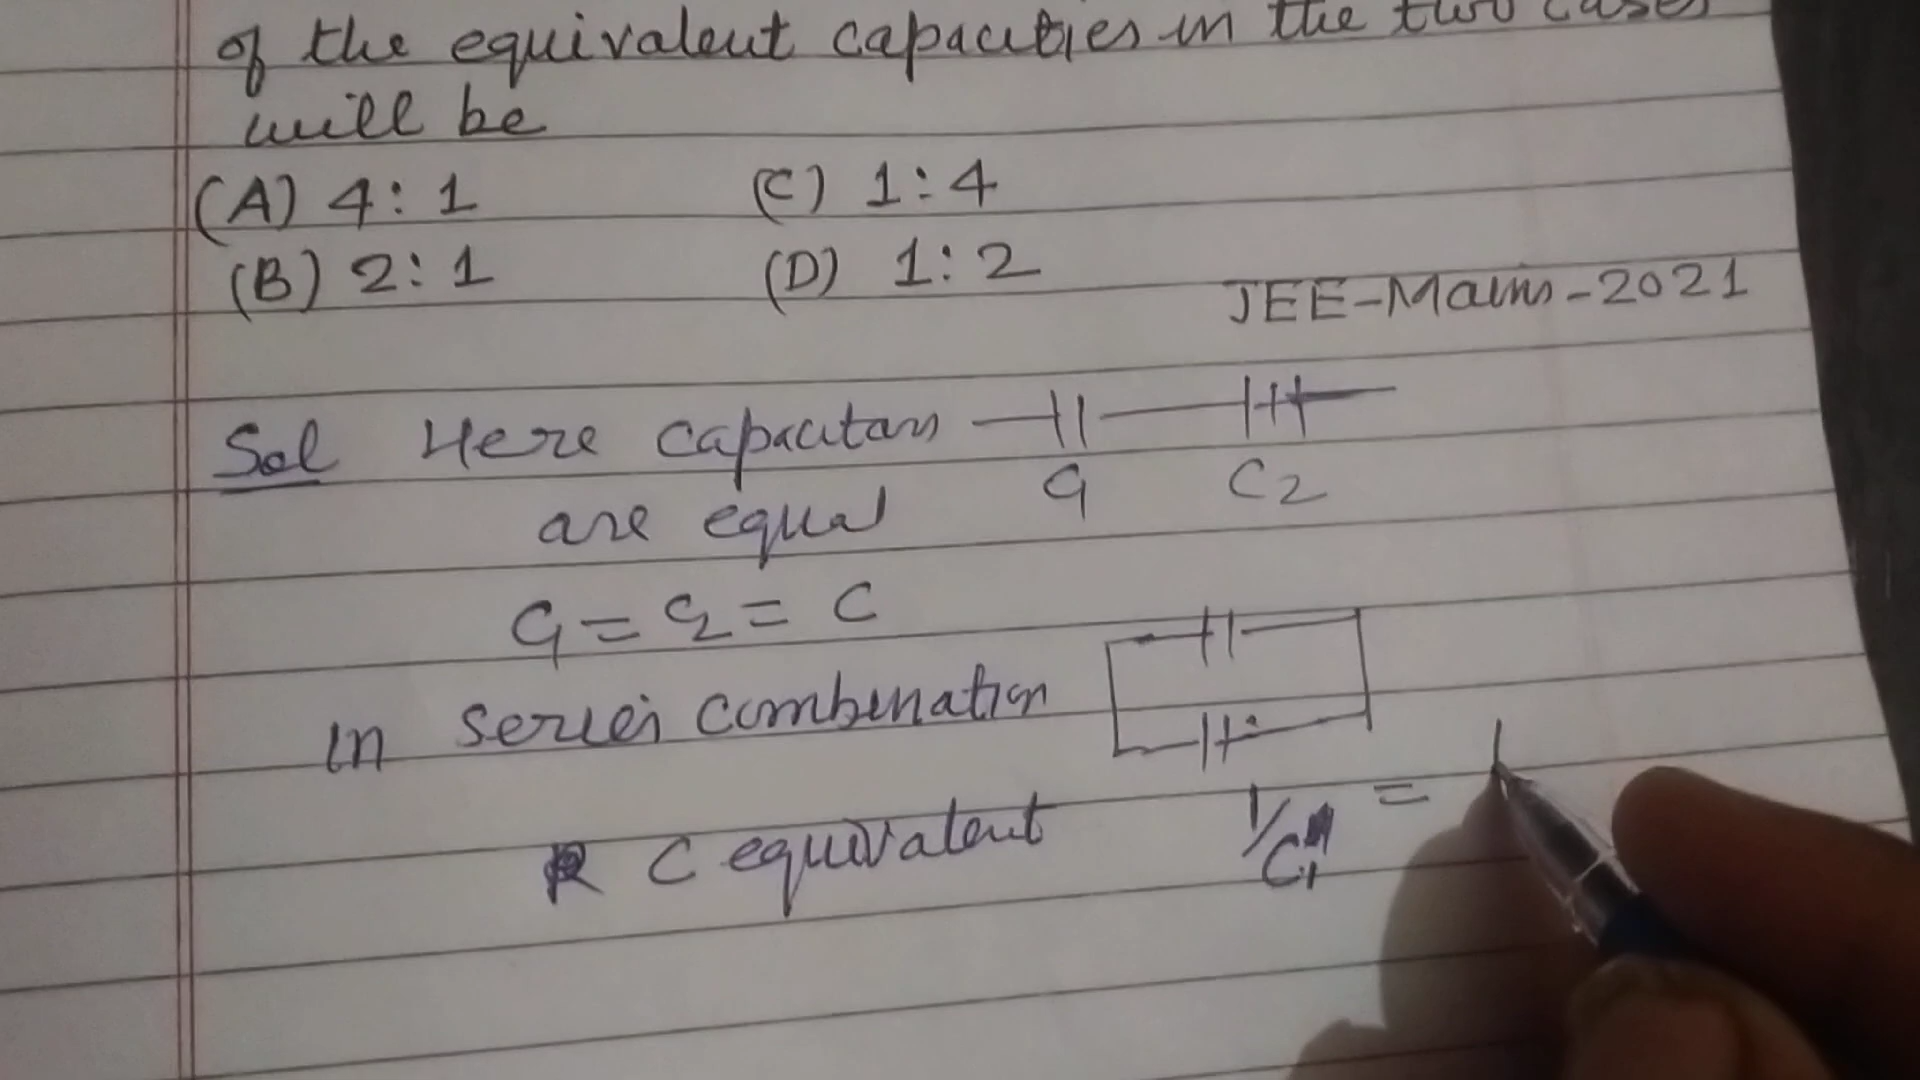 of the equivalent capacities in the two cases
will be
(A) 4:1 (C) 1:4
(B) 2:1 (D) 1:2
JEE-Mains-2021
Sol Here capacitors
are equal C1 C2
C1 = C2 = C
in series combination
C equivalent 1/C1 = 1